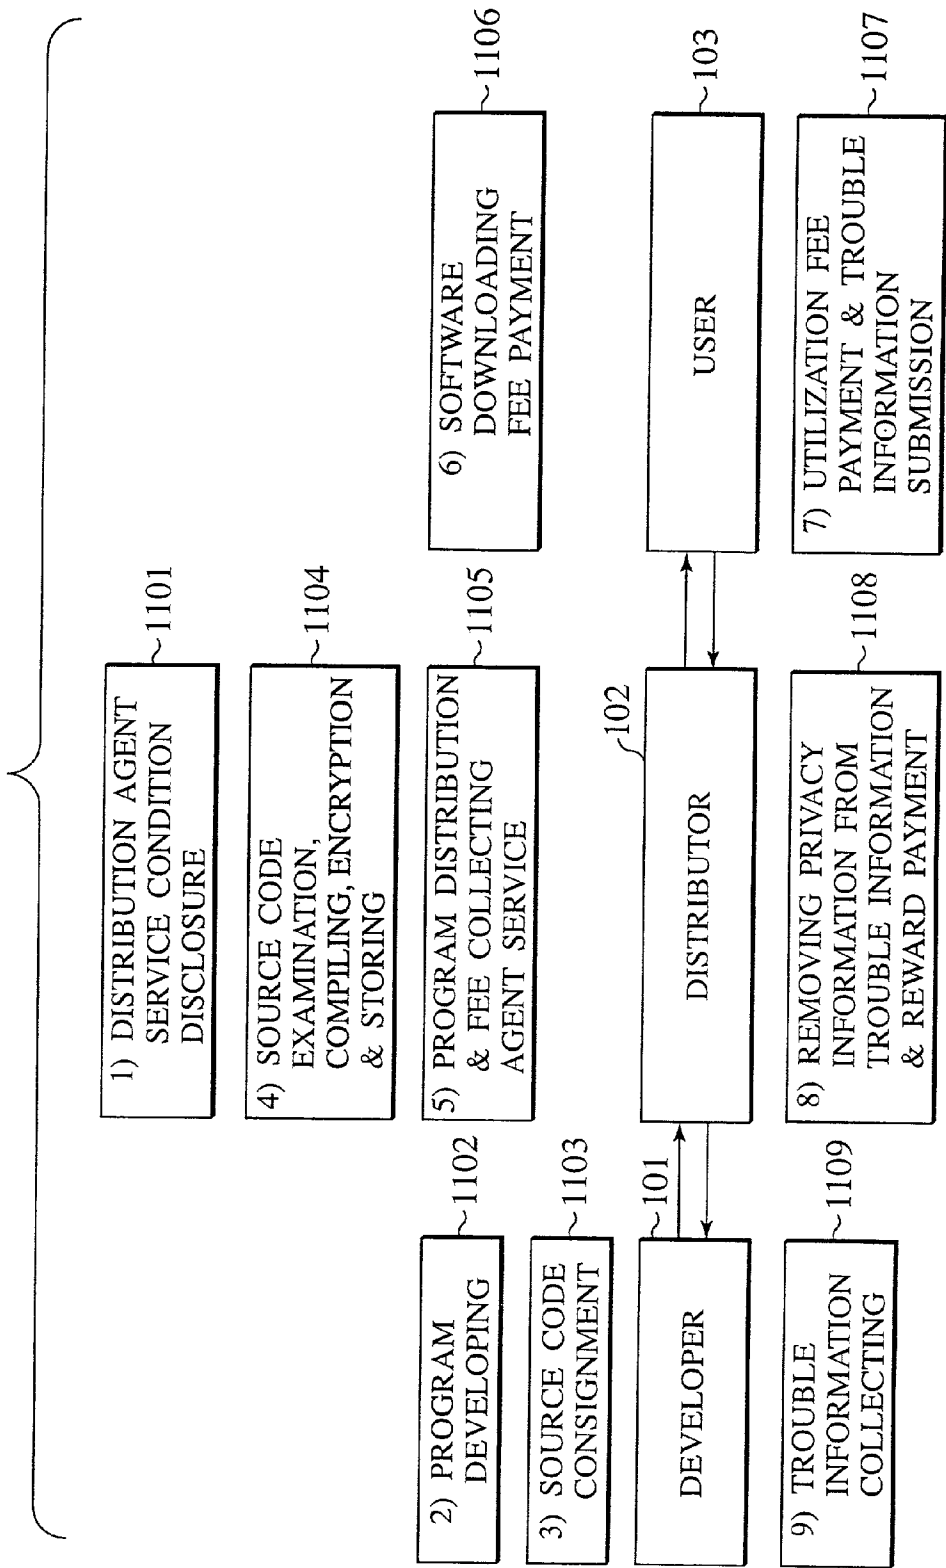 1) DISTRIBUTION AGENT
SERVICE CONDITION
DISCLOSURE
1101
2) PROGRAM
DEVELOPING
1102
4) SOURCE CODE
EXAMINATION,
COMPILING, ENCRYPTION
& STORING
1104
3) SOURCE CODE
CONSIGNMENT
1103
5) PROGRAM DISTRIBUTION
& FEE COLLECTING
AGENT SERVICE
1105
6) SOFTWARE
DOWNLOADING
FEE PAYMENT
1106
DEVELOPER
101
DISTRIBUTOR
102
USER
103
9) TROUBLE
INFORMATION
COLLECTING
1109
8) REMOVING PRIVACY
INFORMATION FROM
TROUBLE INFORMATION
& REWARD PAYMENT
1108
7) UTILIZATION FEE
PAYMENT & TROUBLE
INFORMATION
SUBMISSION
1107